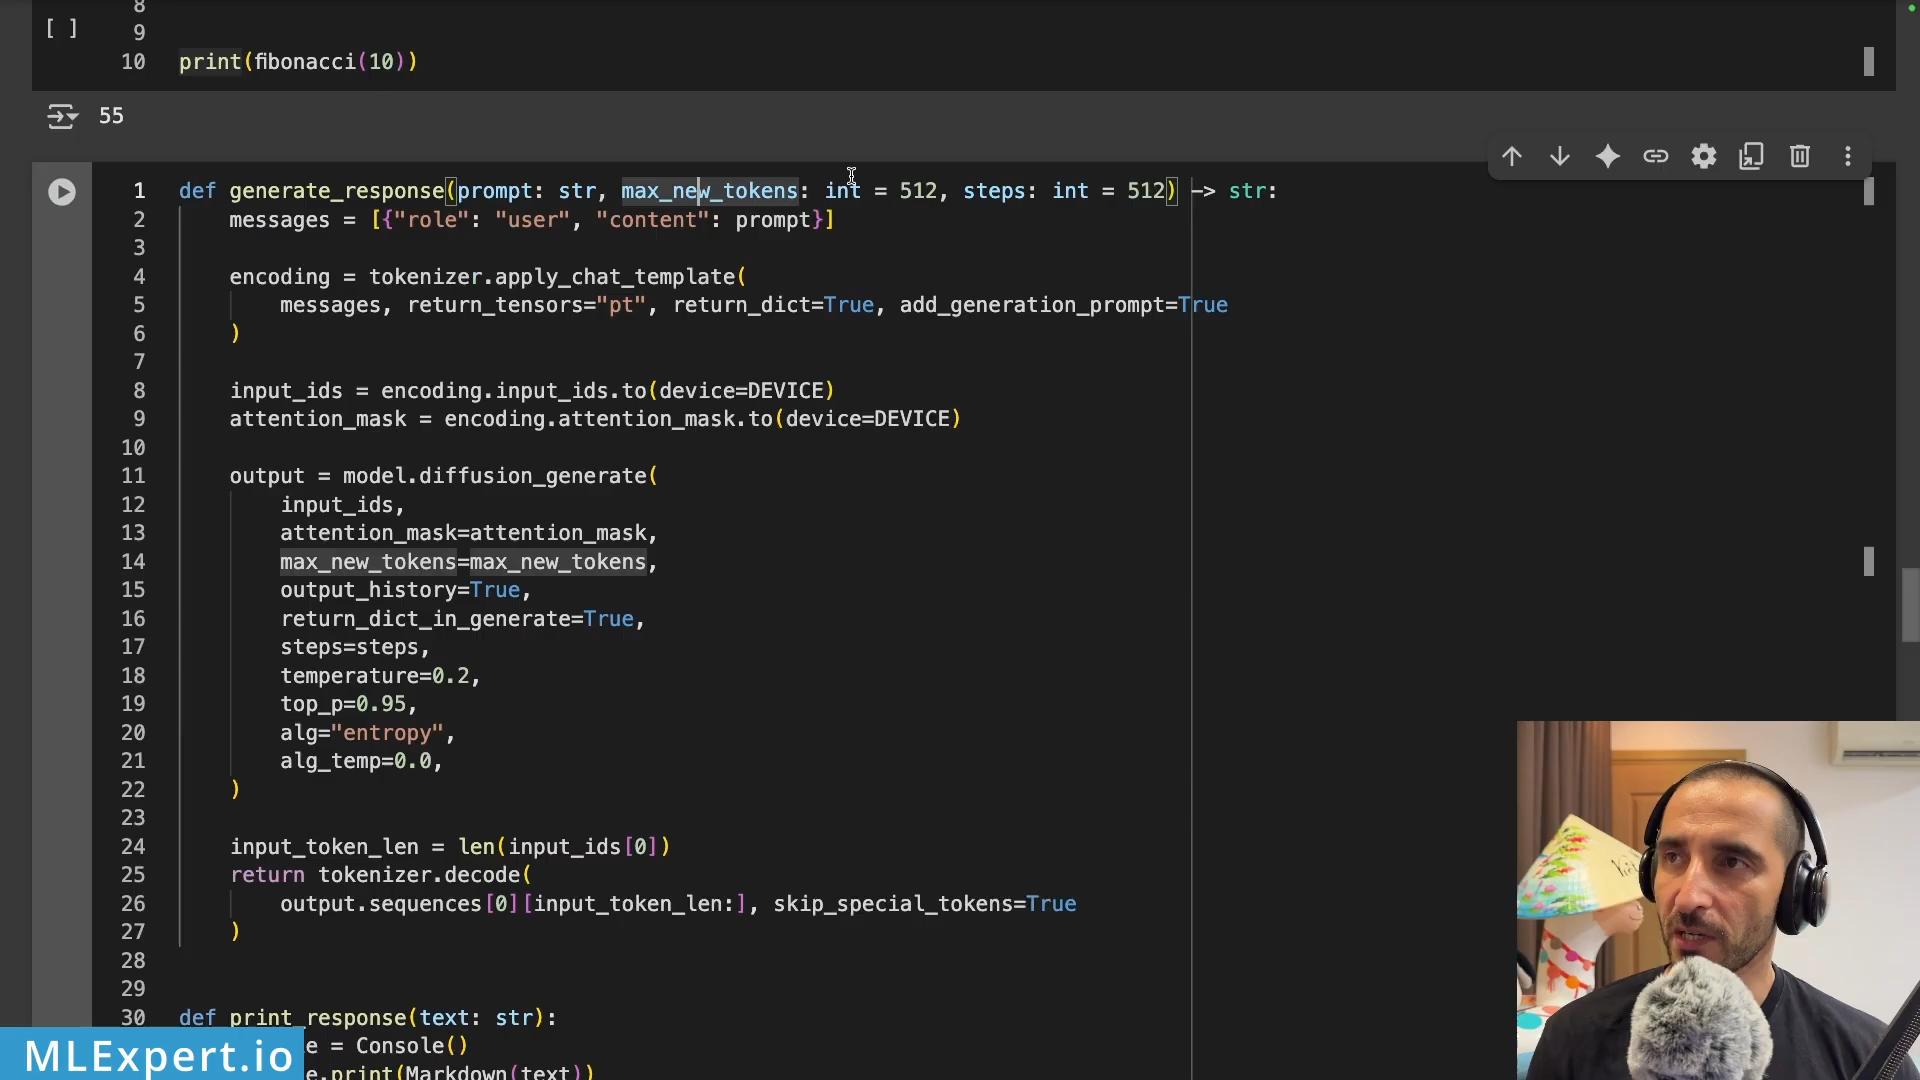 8
[ ] 9
10 print(fibonacci(10))
55
1 def generate_response(prompt: str, max_new_tokens: int = 512, steps: int = 512) -> str:
2 messages = [{"role": "user", "content": prompt}]
3
4 encoding = tokenizer.apply_chat_template(
5 messages, return_tensors="pt", return_dict=True, add_generation_prompt=True
6 )
7
8 input_ids = encoding.input_ids.to(device=DEVICE)
9 attention_mask = encoding.attention_mask.to(device=DEVICE)
10
11 output = model.diffusion_generate(
12 input_ids,
13 attention_mask=attention_mask,
14 max_new_tokens=max_new_tokens,
15 output_history=True,
16 return_dict_in_generate=True,
17 steps=steps,
18 temperature=0.2,
19 top_p=0.95,
20 alg="entropy",
21 alg_temp=0.0,
22 )
23
24 input_token_len = len(input_ids[0])
25 return tokenizer.decode(
26 output.sequences[0][input_token_len:], skip_special_tokens=True
27 )
28
29
30 def print_response(text: str):
e = Console()
e.print(Markdown(text))
MLExpert.io